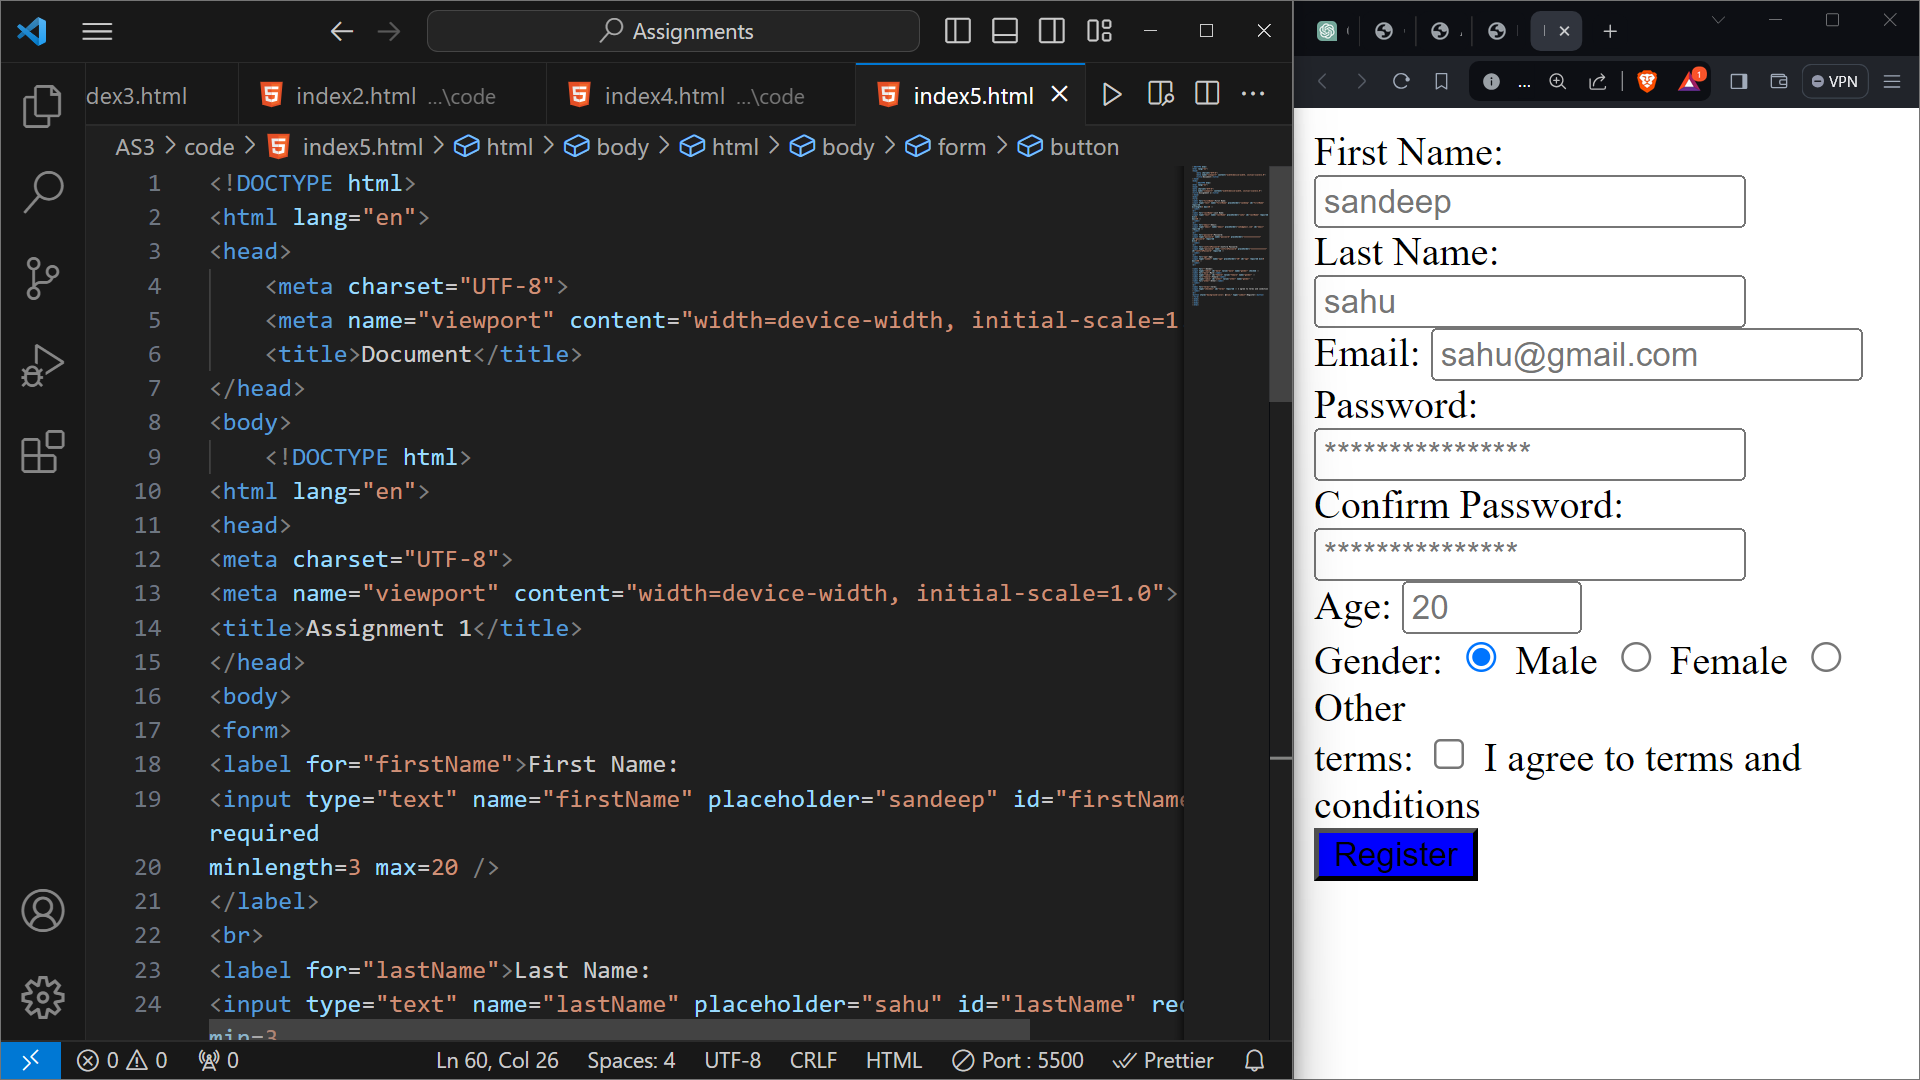 Assignments
dex3.html
index2.html ...\code
index4.html ...\code
index5.html
AS3 > code > index5.html > html > body > html > body > form > button
1 <!DOCTYPE html>
2 <html lang="en">
3 <head>
4 <meta charset="UTF-8">
5 <meta name="viewport" content="width=device-width, initial-scale=1
6 <title>Document</title>
7 </head>
8 <body>
9 <!DOCTYPE html>
10 <html lang="en">
11 <head>
12 <meta charset="UTF-8">
13 <meta name="viewport" content="width=device-width, initial-scale=1.0">
14 <title>Assignment 1</title>
15 </head>
16 <body>
17 <form>
18 <label for="firstName">First Name:
19 <input type="text" name="firstName" placeholder="sandeep" id="firstName
required
20 minlength=3 max=20 />
21 </label>
22 <br>
23 <label for="lastName">Last Name:
24 <input type="text" name="lastName" placeholder="sahu" id="lastName" rec
min=3
0 0 0
Ln 60, Col 26
Spaces: 4
UTF-8
CRLF
HTML
Port : 5500
Prettier
1
...
VPN
First Name:
sandeep
Last Name:
sahu
Email: sahu@gmail.com
Password:
****************
Confirm Password:
***************
Age: 20
Gender: Male Female
Other
terms: I agree to terms and
conditions
Register